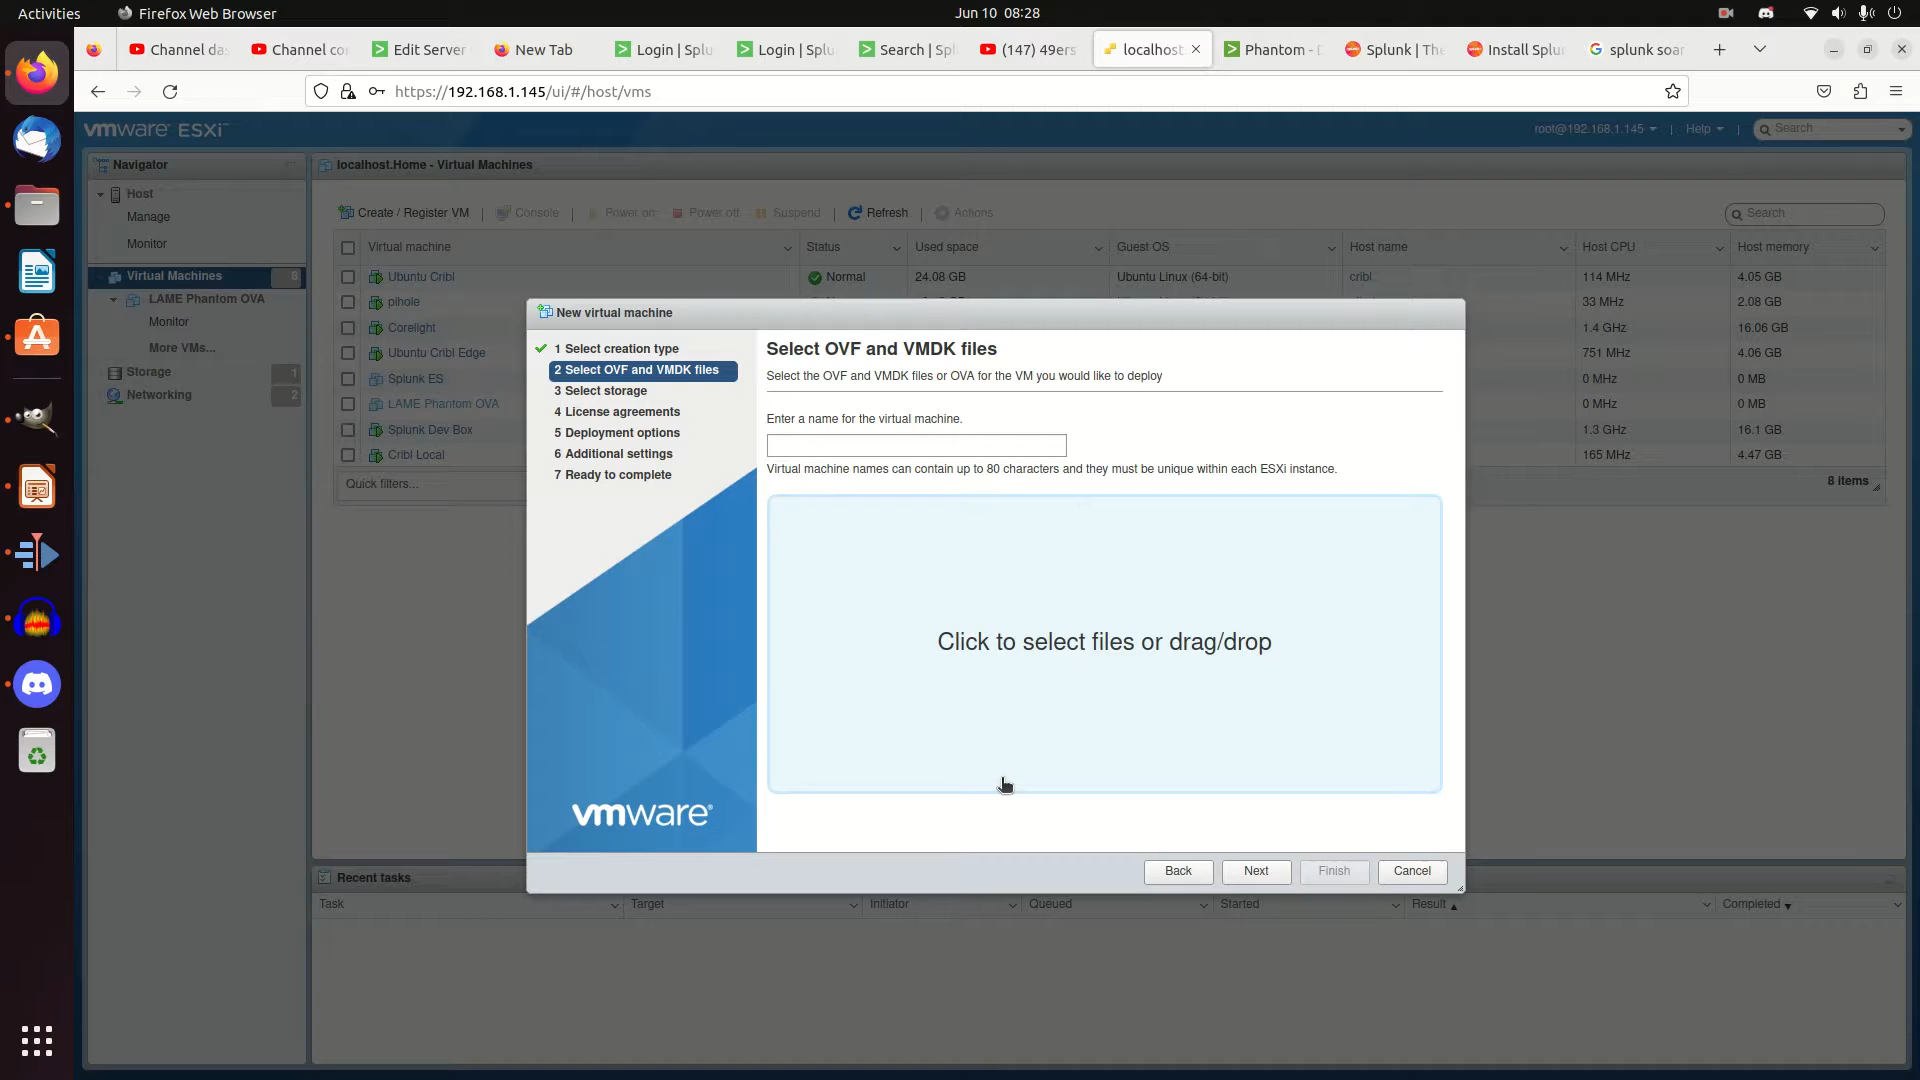 Activities
Firefox Web Browser
Jun 10 08:28
Channel da
Channel co
Edit Server
New Tab
Login | Splu
Login | Splu
Search | Spl
(147) 49ers
localhost.
Phantom - D
Splunk | The
Install Splun
splunk soar
https://192.168.1.145/ui/#/host/vms
vmware ESXi™
root@192.168.1.145
|
Help
|
Search
Navigator
localhost.Home - Virtual Machines
Host
Manage
Monitor
Virtual Machines
8
LAME Phantom OVA
Monitor
More VMs...
Storage
1
Networking
2
Create / Register VM
Console
Power on
Power off
Suspend
Refresh
Actions
Search
Virtual machine
Status
Used space
Guest OS
Host name
Host CPU
Host memory
Ubuntu Cribl
Normal
24.08 GB
Ubuntu Linux (64-bit)
cribl
114 MHz
4.05 GB
pihole
33 MHz
2.08 GB
Corelight
1.4 GHz
16.06 GB
Ubuntu Cribl Edge
751 MHz
4.06 GB
Splunk ES
0 MHz
0 MB
LAME Phantom OVA
0 MHz
0 MB
Splunk Dev Box
1.3 GHz
16.1 GB
Cribl Local
165 MHz
4.47 GB
Quick filters...
8 items
New virtual machine
1 Select creation type
2 Select OVF and VMDK files
3 Select storage
4 License agreements
5 Deployment options
6 Additional settings
7 Ready to complete
vmware®
Select OVF and VMDK files
Select the OVF and VMDK files or OVA for the VM you would like to deploy
Enter a name for the virtual machine.
Virtual machine names can contain up to 80 characters and they must be unique within each ESXi instance.
Click to select files or drag/drop
Back
Next
Finish
Cancel
Recent tasks
Task
Target
Initiator
Queued
Started
Result
Completed